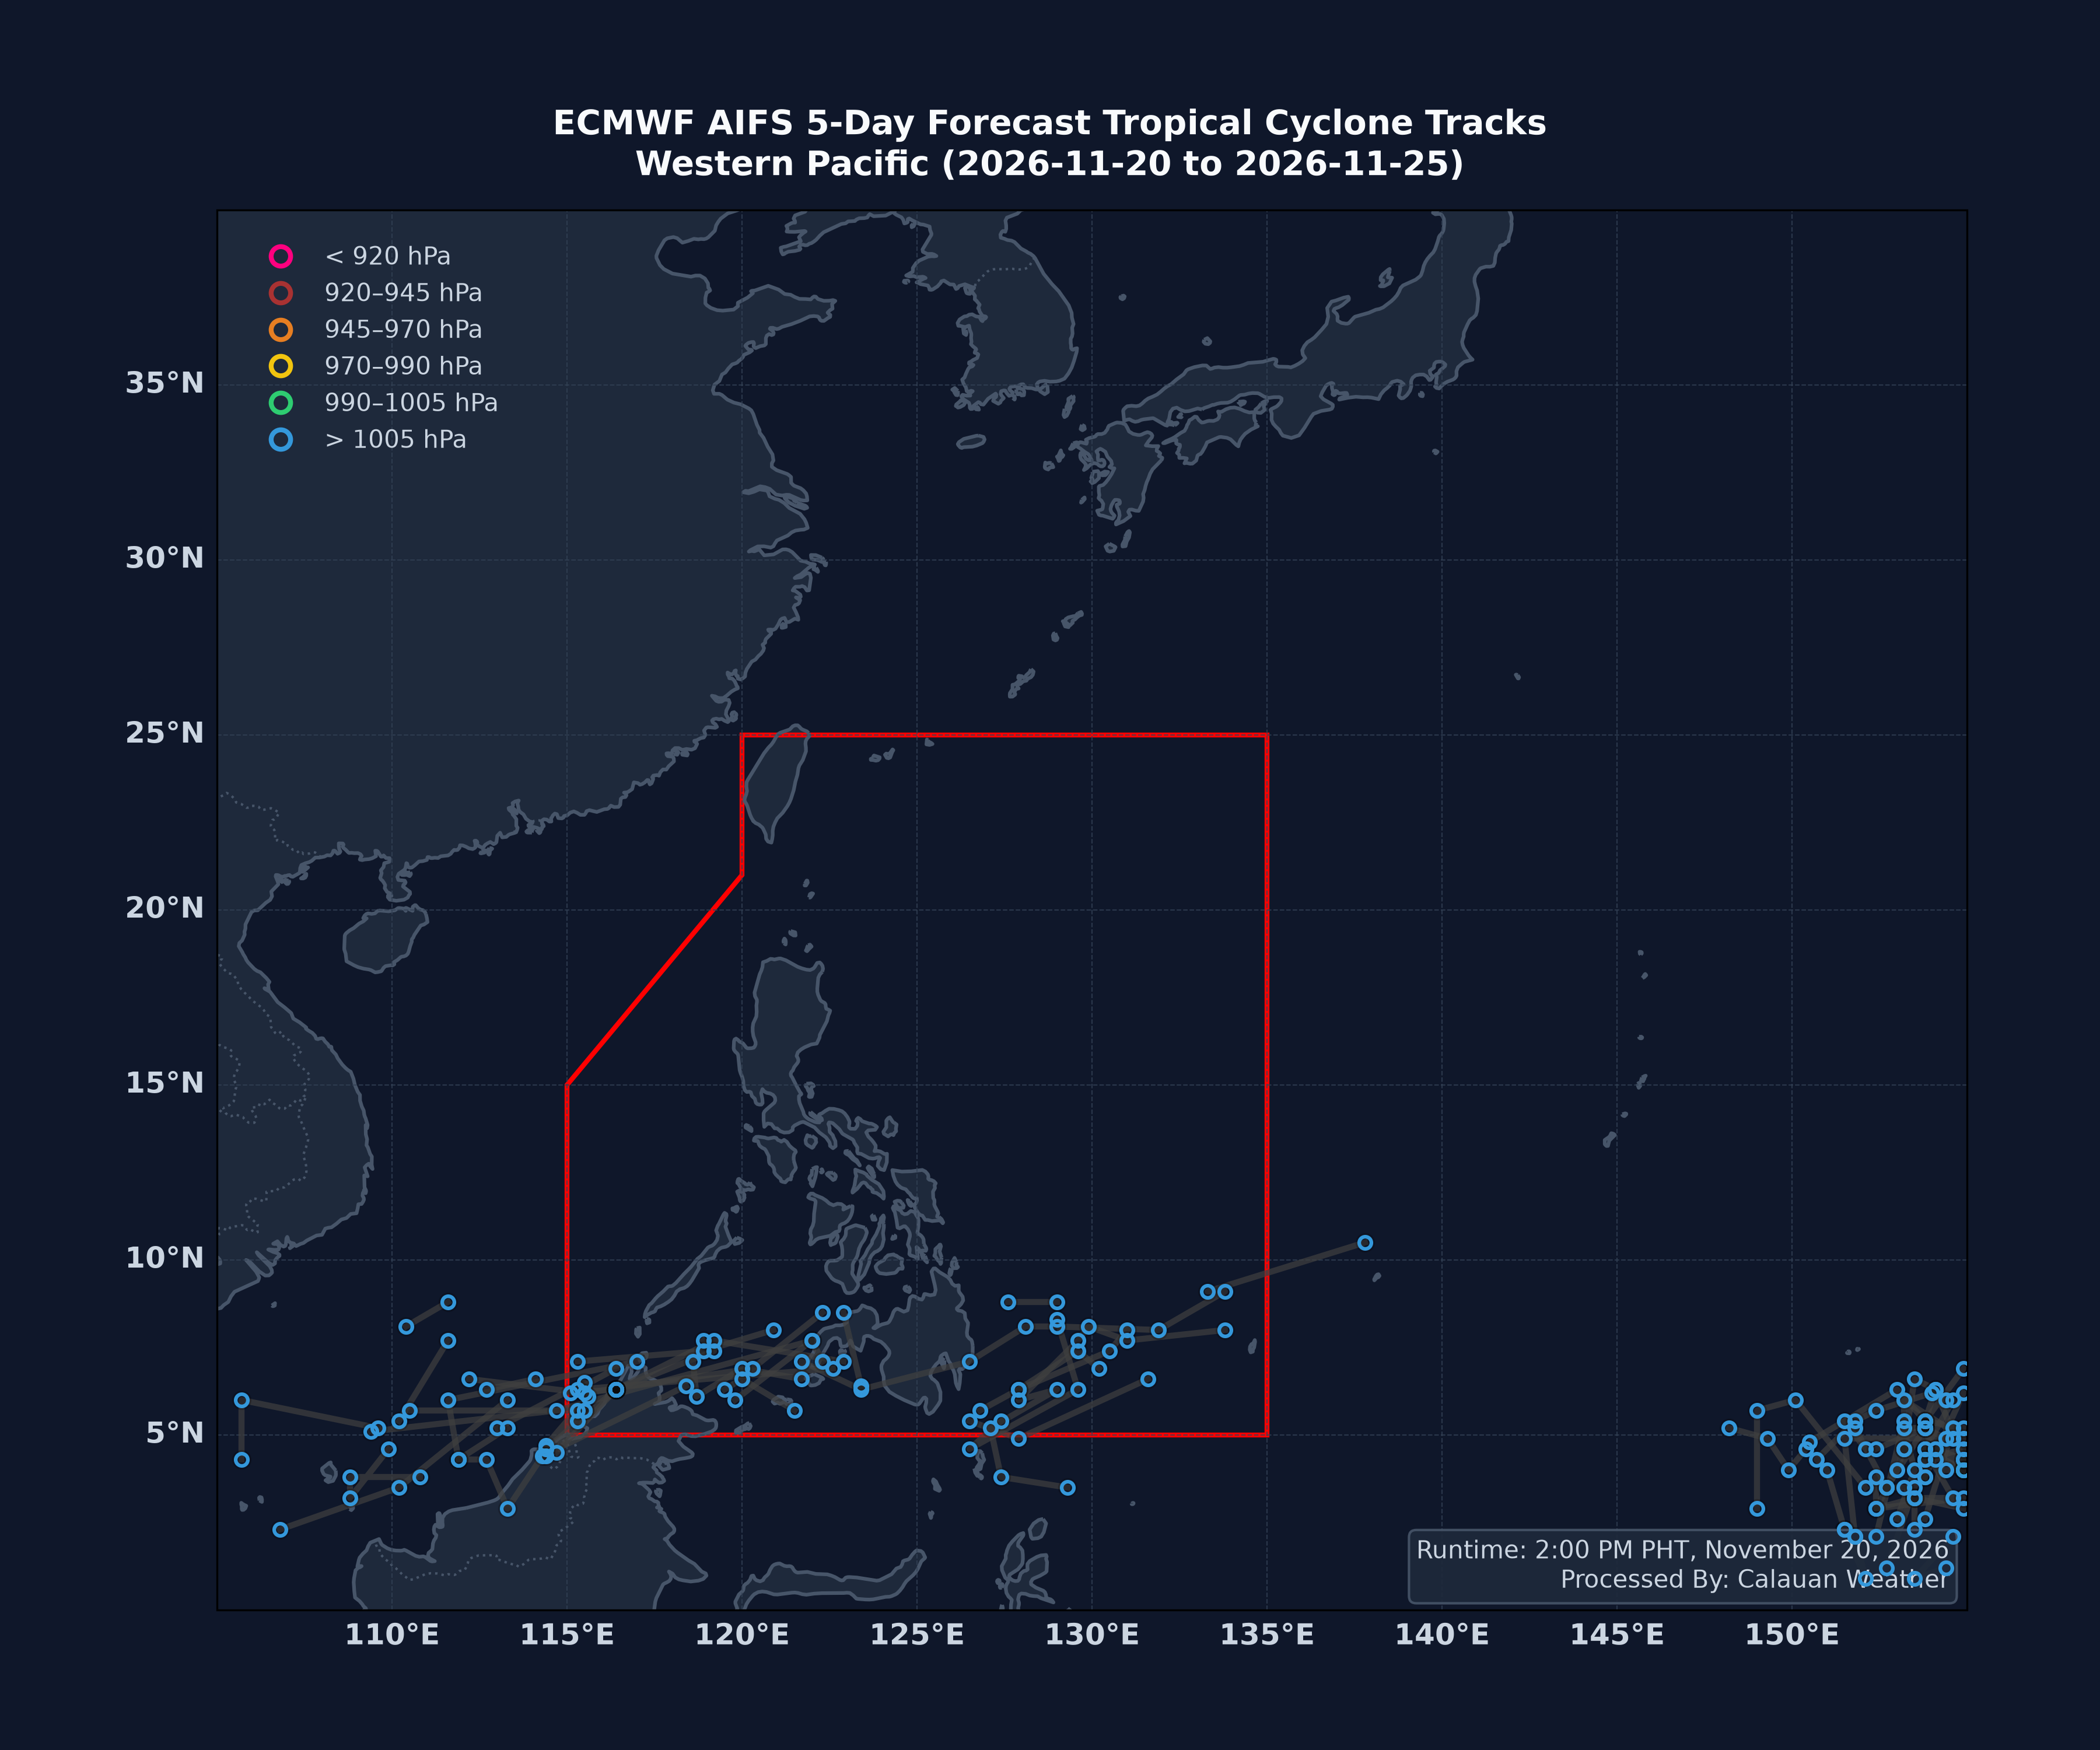 ECMWF AIFS 5-Day Forecast Tropical Cyclone Tracks
Western Pacific (2026-11-20 to 2026-11-25)
< 920 hPa
920–945 hPa
945–970 hPa
970–990 hPa
990–1005 hPa
> 1005 hPa
35°N
30°N
25°N
20°N
15°N
10°N
5°N
Runtime: 2:00 PM PHT, November 20, 2026
Processed By: Calauan Weather
110°E 115°E 120°E 125°E 130°E 135°E 140°E 145°E 150°E